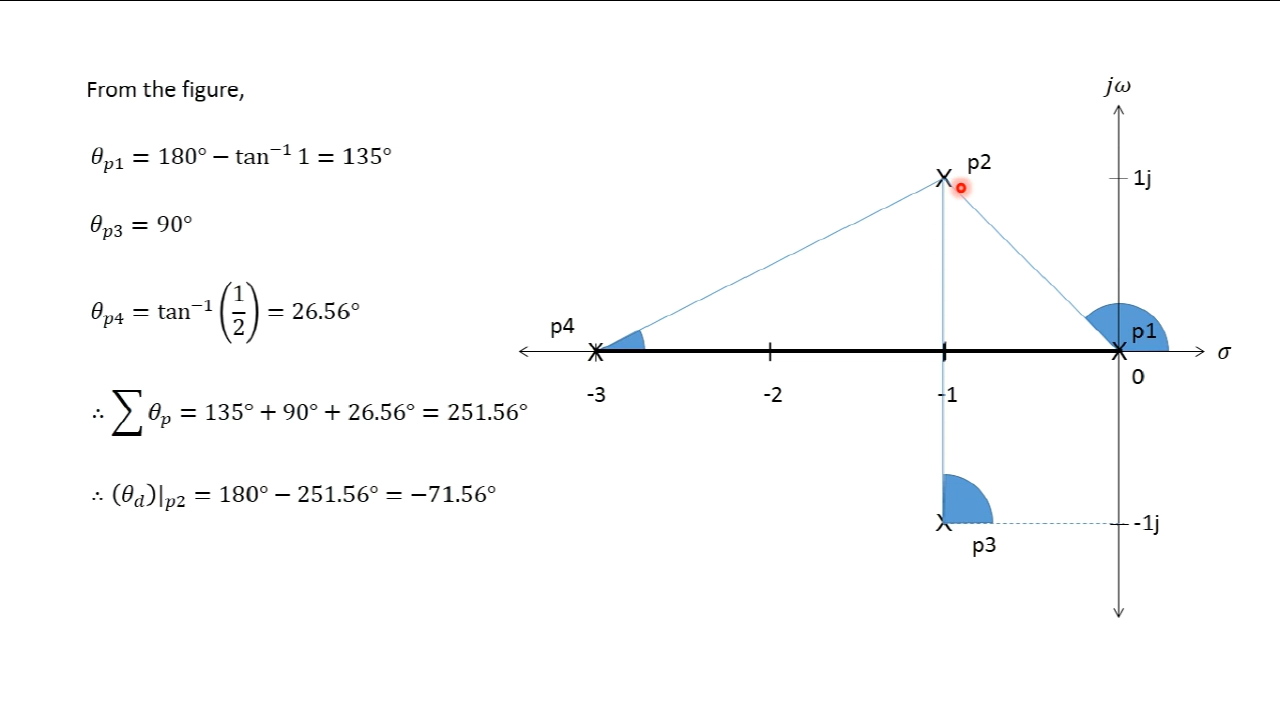 From the figure,
θp1 = 180° − tan⁻¹ 1 = 135°
θp3 = 90°
θp4 = tan⁻¹ (1/2) = 26.56°
∴ ∑ θp = 135° + 90° + 26.56° = 251.56°
∴ (θd)|p2 = 180° − 251.56° = −71.56°
jω
p2
1j
p4
p1
σ
0
-3
-2
-1
-1j
p3